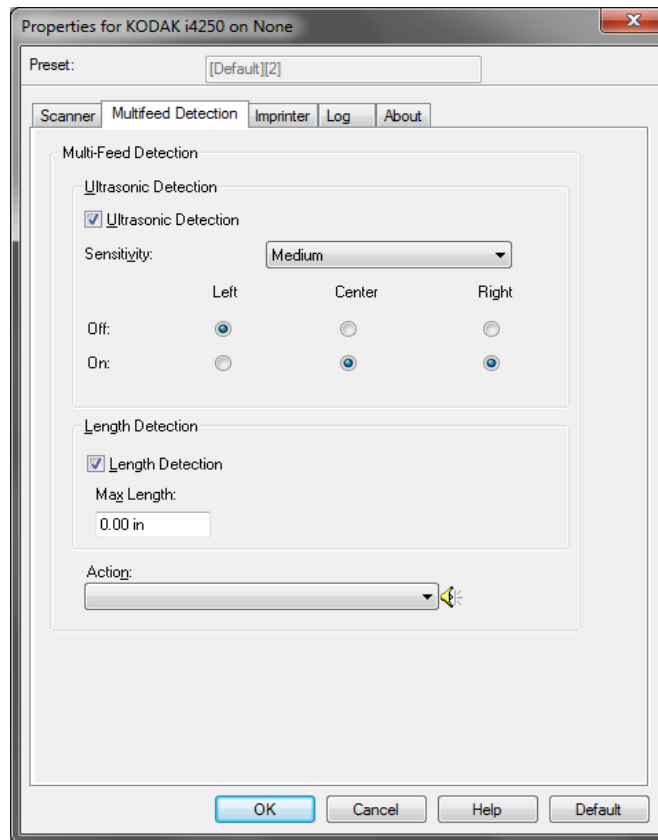 Properties for KODAK i4250 on None
Preset: [Default][2]
Scanner Multifeed Detection Imprinter Log About
Multi-Feed Detection
Ultrasonic Detection
Ultrasonic Detection
Sensitivity: Medium
Left Center Right
Off:
On:
Length Detection
Length Detection
Max Length:
0.00 in
Action:
OK Cancel Help Default